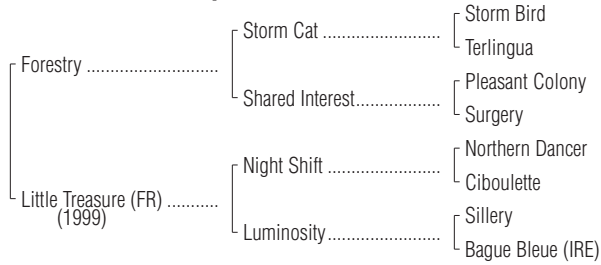 Storm Bird
Storm Cat ........................
Terlingua
Forestry ...........................
Pleasant Colony
Shared Interest.................
Surgery
Northern Dancer
Night Shift .......................
Ciboulette
Little Treasure (FR) ...........
(1999)
Sillery
Luminosity.......................
Bague Bleue (IRE)